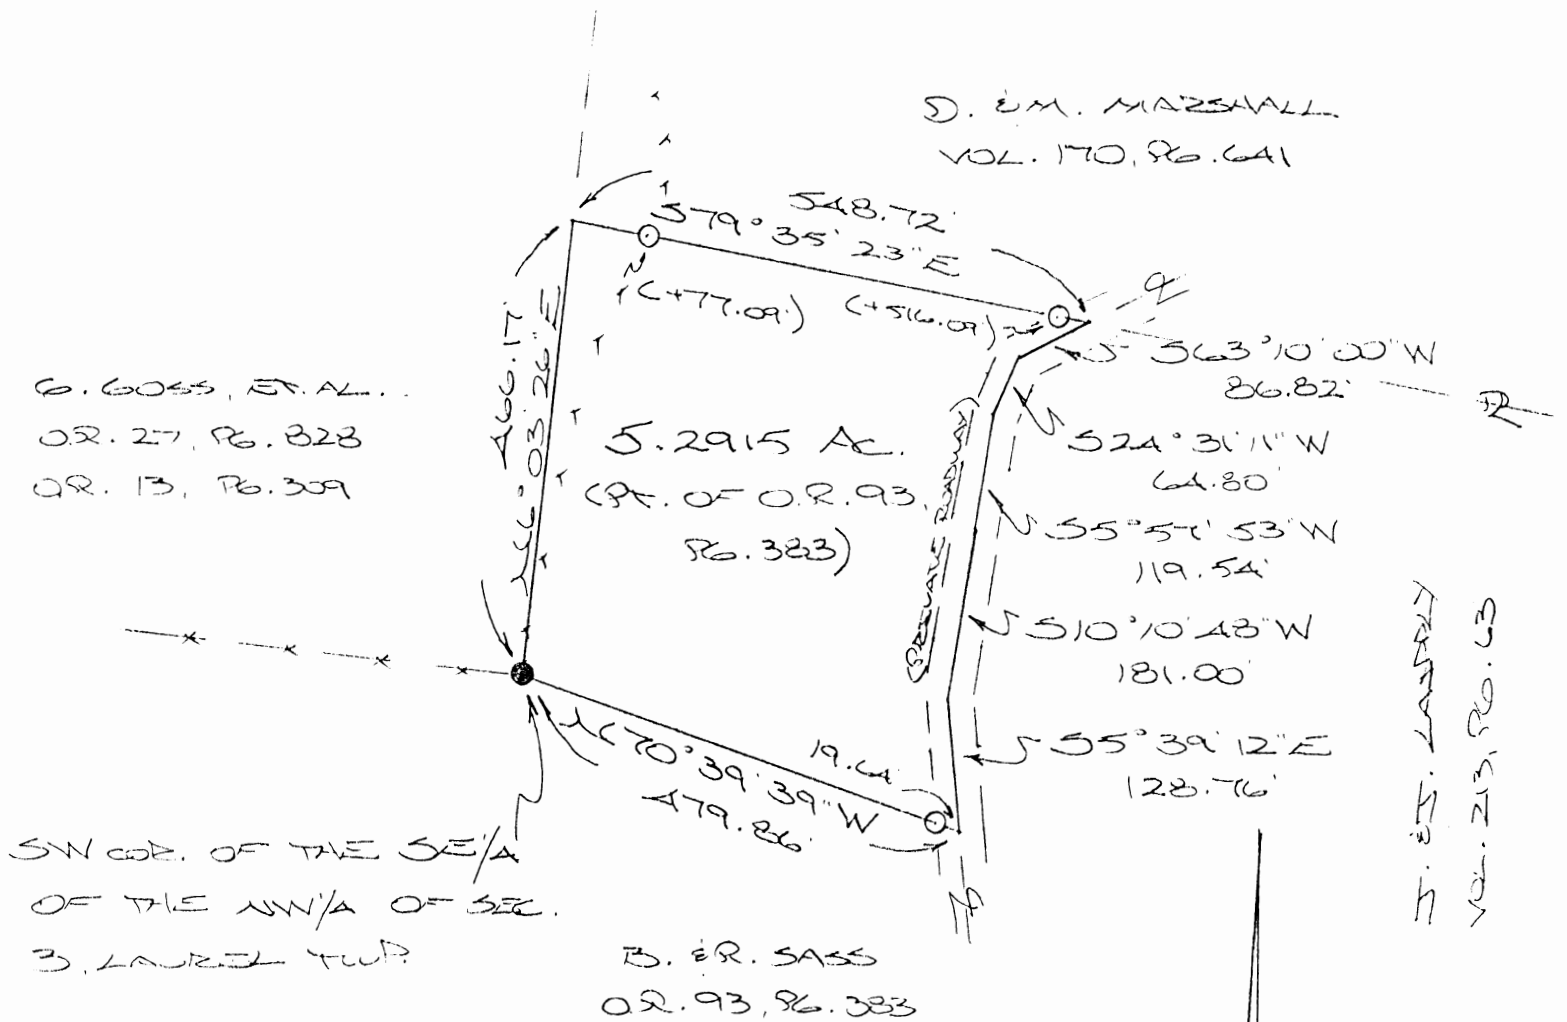 D. & M. MARSHALL
VOL. 170, PG. 641
548.72'
S79°35'23"E
(+77.09')
(+516.09')
466.17'
N6°03'26"E
G. GOSS, ET. AL.
O.R. 27, PG. 828
O.R. 13, PG. 309
5.2915 AC.
(PT. OF O.R. 93,
PG. 383)
(PRIVATE ROADWAY)
S63°10'00"W
86.82'
S24°31'11"W
64.80'
S5°57'53"W
119.54'
S10°10'48"W
181.00'
S5°39'12"E
128.76'
19.64'
N70°39'39"W
479.86'
SW COR. OF THE SE1/4
OF THE NW1/4 OF SEC.
3, LAUREL TWP.
B. & R. SASS
O.R. 93, PG. 383
VOL. 213, PG. 63